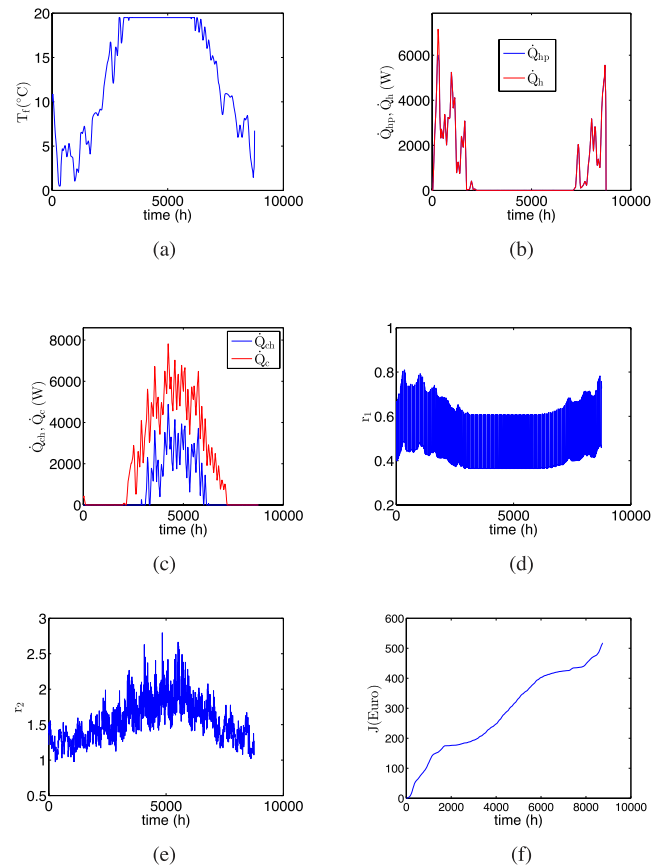 20
15
10
5
0
0
5000
10000
T_f(°C)
time (h)
(a)
6000
4000
2000
0
0
5000
10000
Q̇_hp, Q̇_h (W)
time (h)
Q̇_hp
Q̇_h
(b)
8000
6000
4000
2000
0
0
5000
10000
Q̇_ch, Q̇_c (W)
time (h)
Q̇_ch
Q̇_c
(c)
1
0.8
0.6
0.4
0.2
0
5000
10000
r_1
time (h)
(d)
3
2.5
2
1.5
1
0.5
0
5000
10000
r_2
time (h)
(e)
600
500
400
300
200
100
0
0
2000
4000
6000
8000
10000
J(Euro)
time (h)
(f)